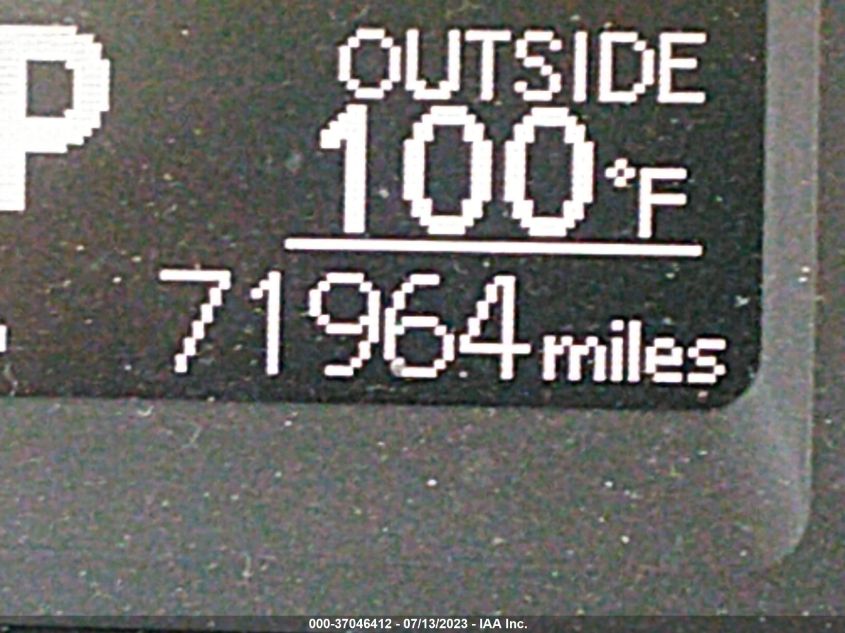 P
OUTSIDE
100°F
71964 miles
000-37046412 - 07/13/2023 - IAA Inc.